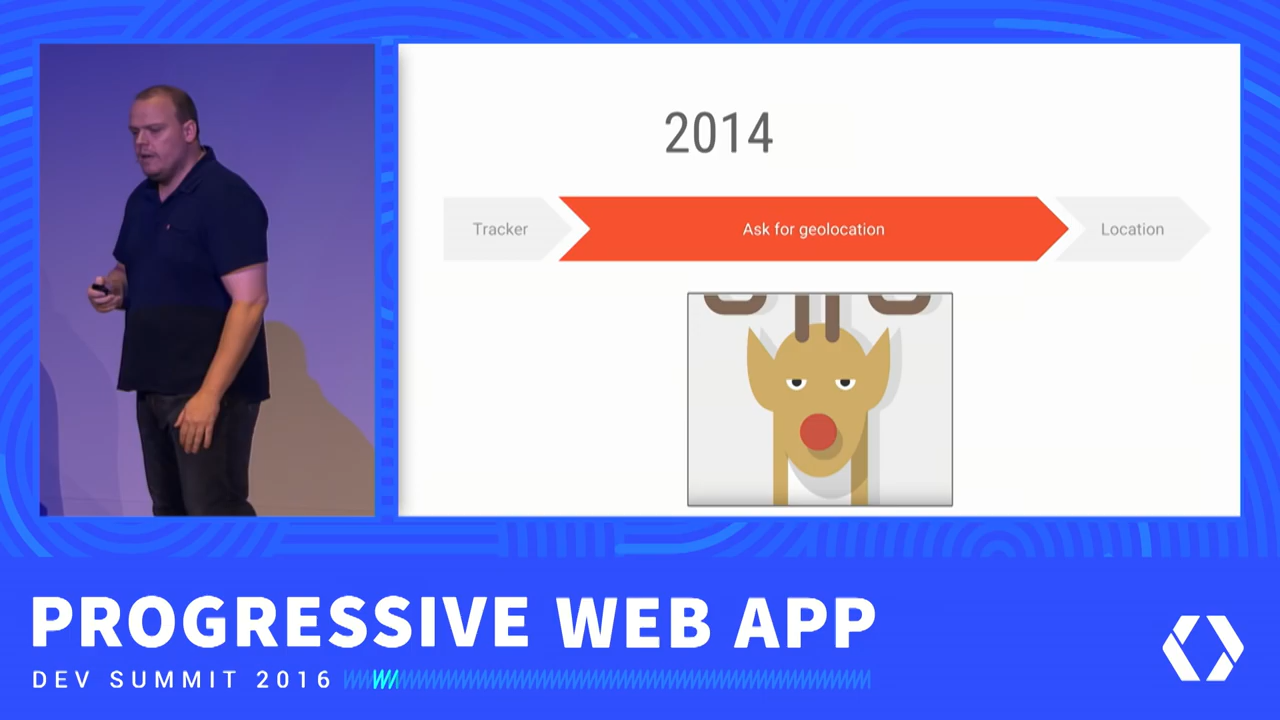 2014
Tracker
Ask for geolocation
Location
PROGRESSIVE WEB APP
DEV SUMMIT 2016